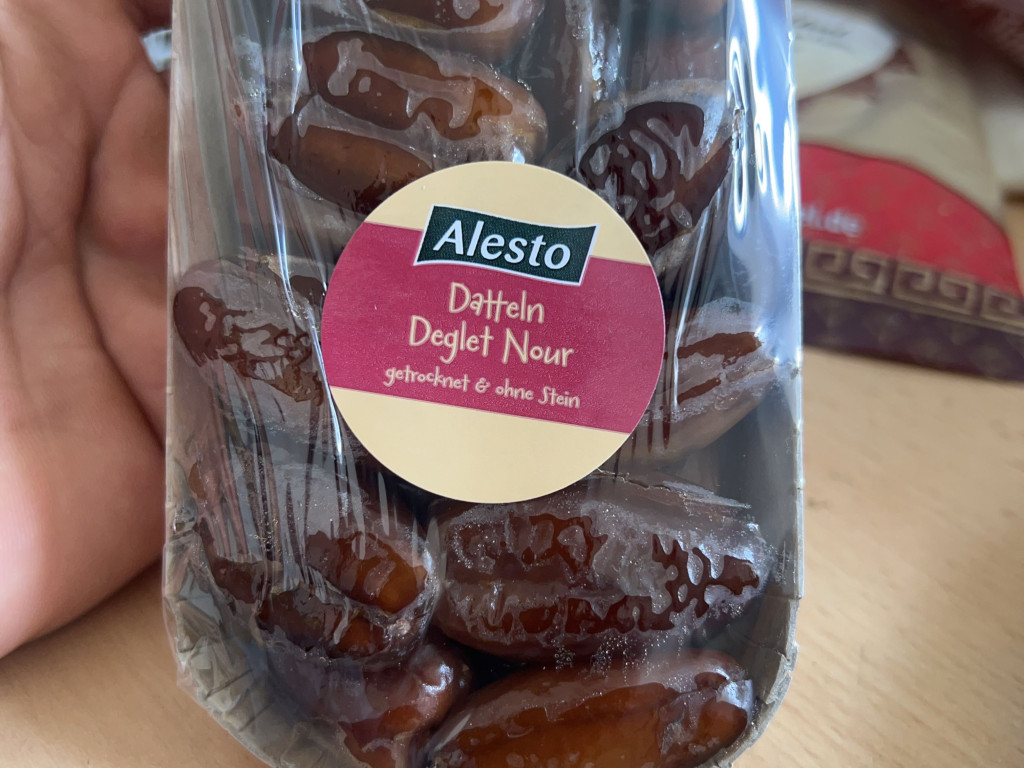 Alesto
Datteln
Deglet Nour
getrocknet & ohne Stein